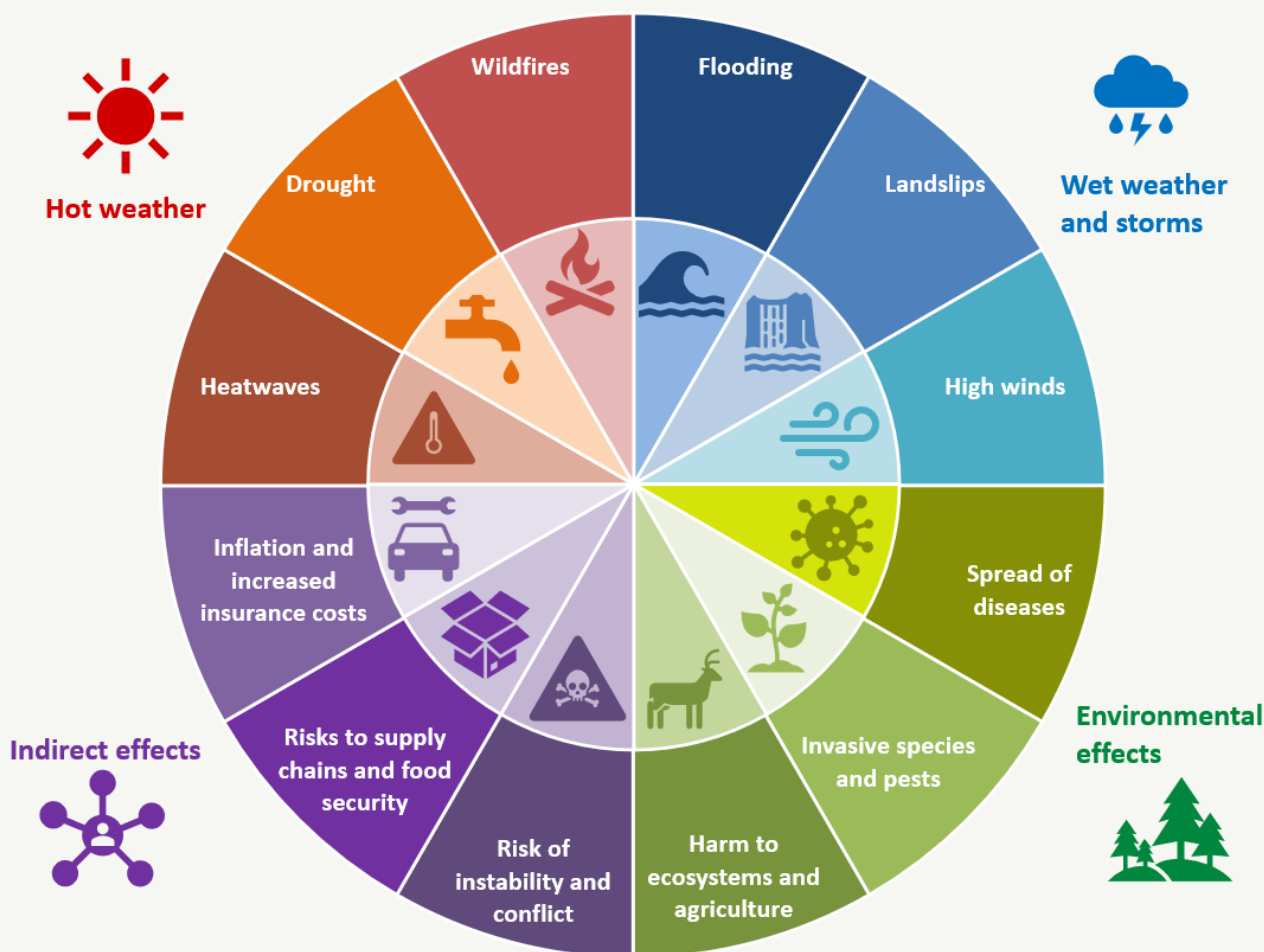 Wildfires
Flooding
Drought
Landslips
Hot weather
Wet weather
and storms
Heatwaves
High winds
Inflation and
increased
insurance costs
Spread of
diseases
Indirect effects
Risks to supply
chains and food
security
Environmental
effects
Invasive species
and pests
Risk of
instability and
conflict
Harm to
ecosystems and
agriculture